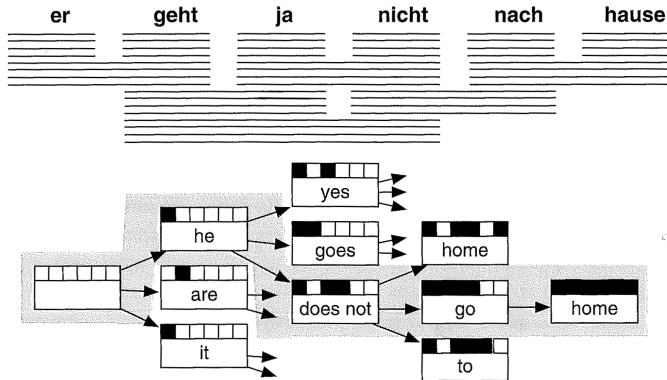 er geht ja nicht nach hause
yes
he
goes
home
are
does not
go
home
it
to